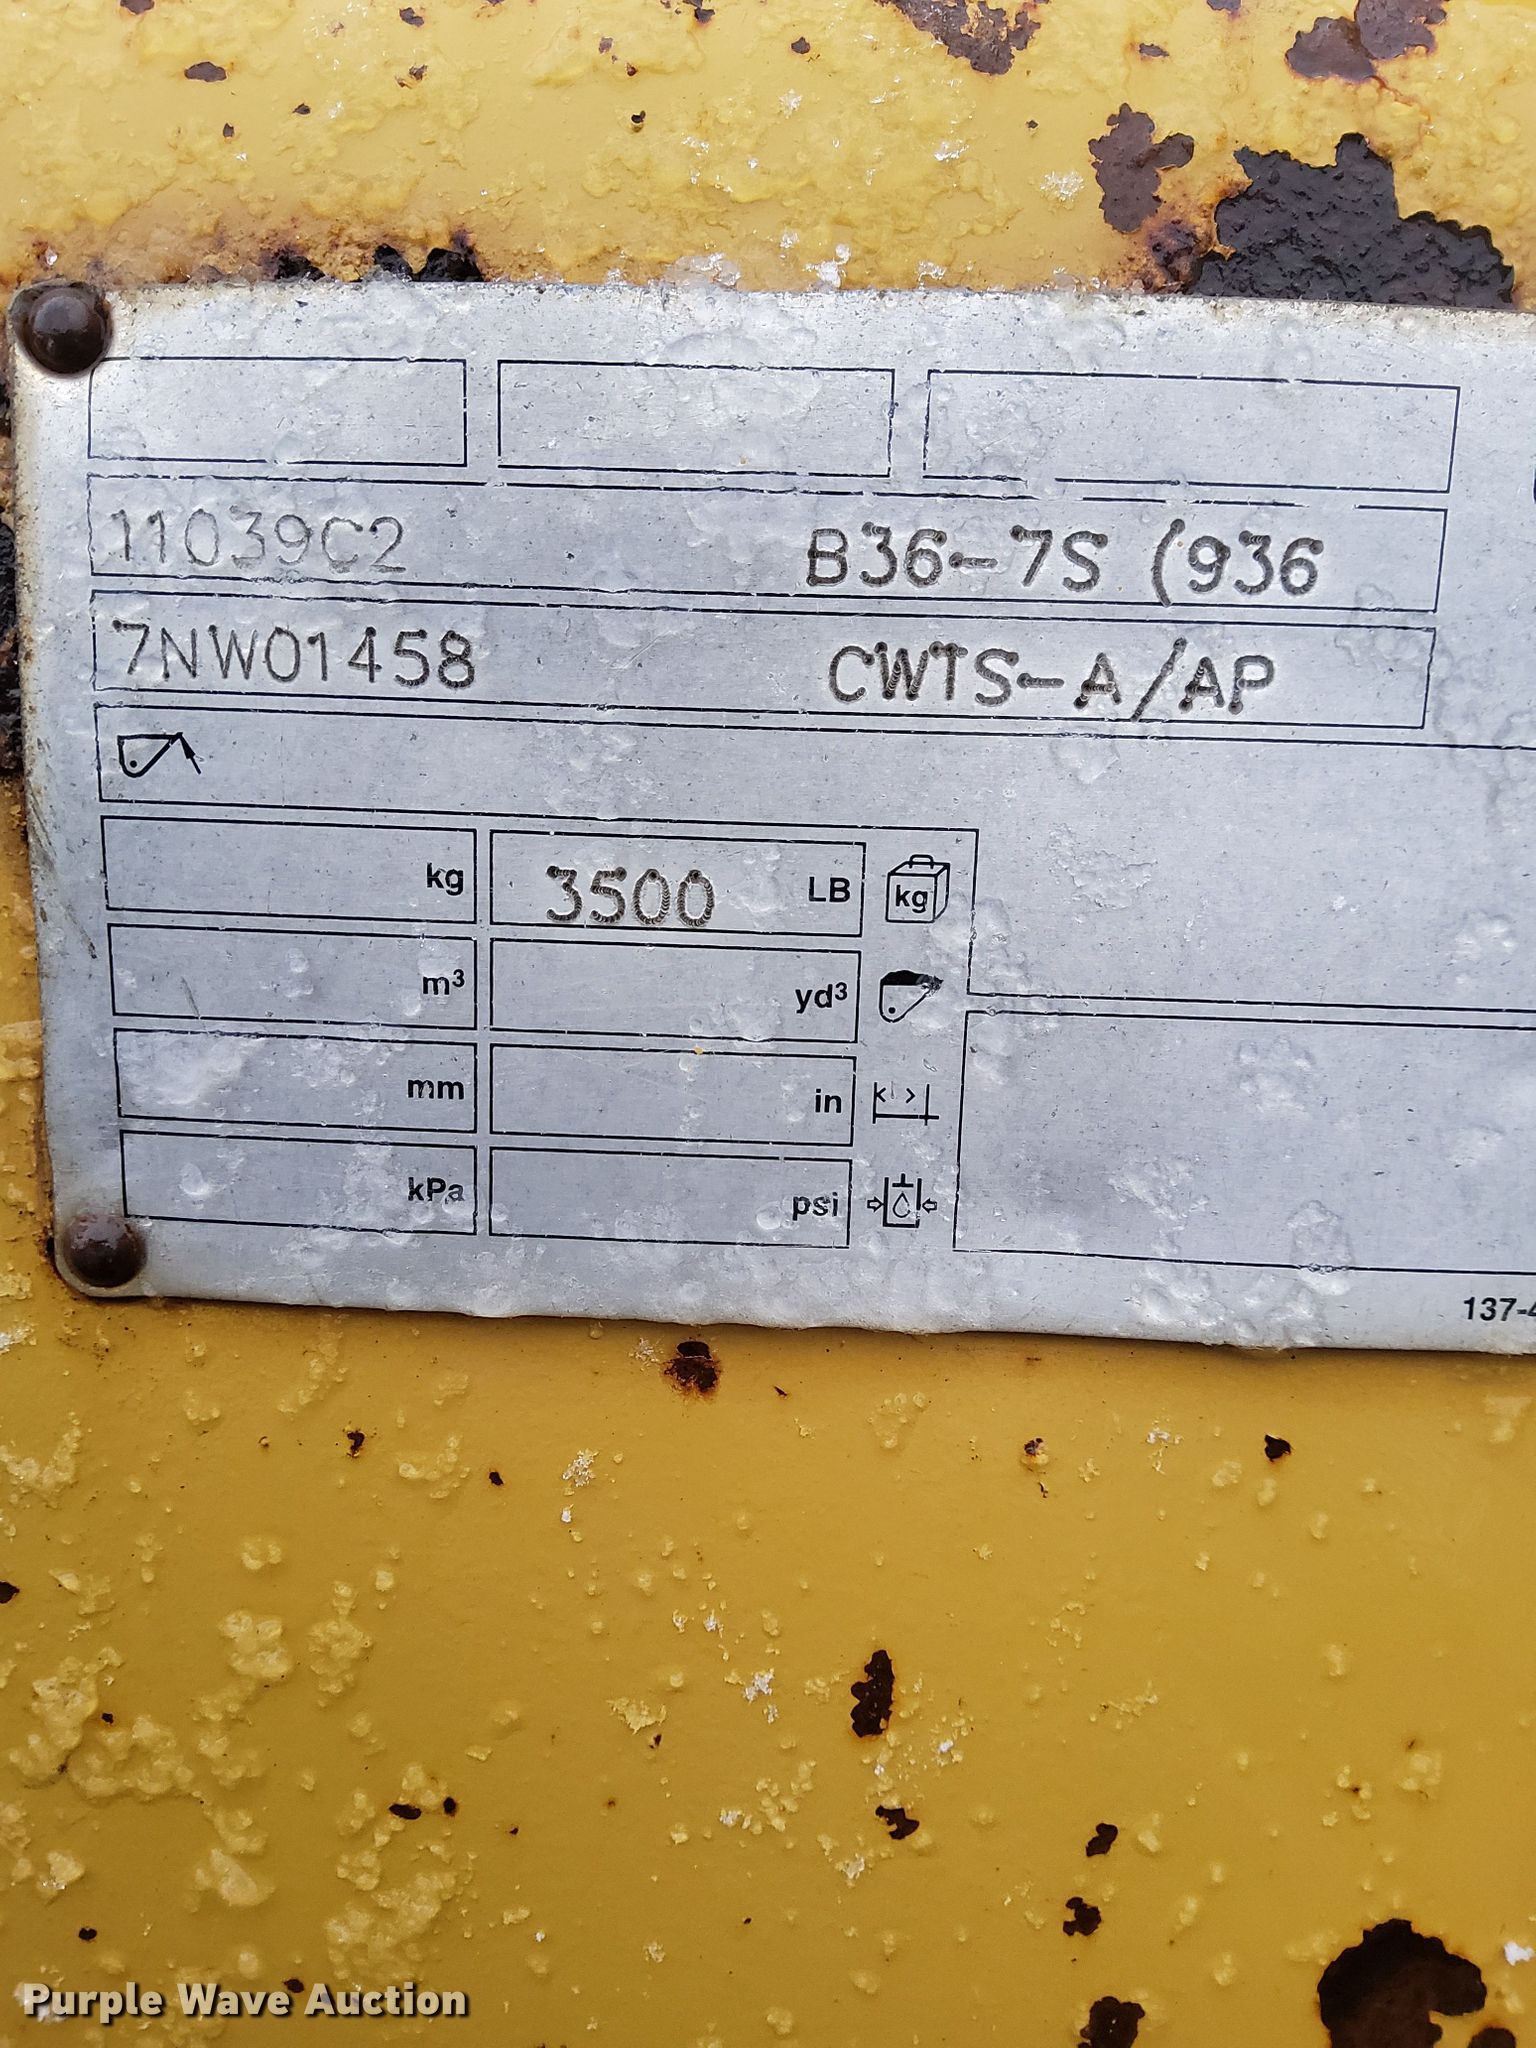 11039C2 B36-7S (936
7NW01458 CWTS-A/AP
kg 3500 LB kg
m³ yd³
mm in
kPa psi
137-4
Purple Wave Auction